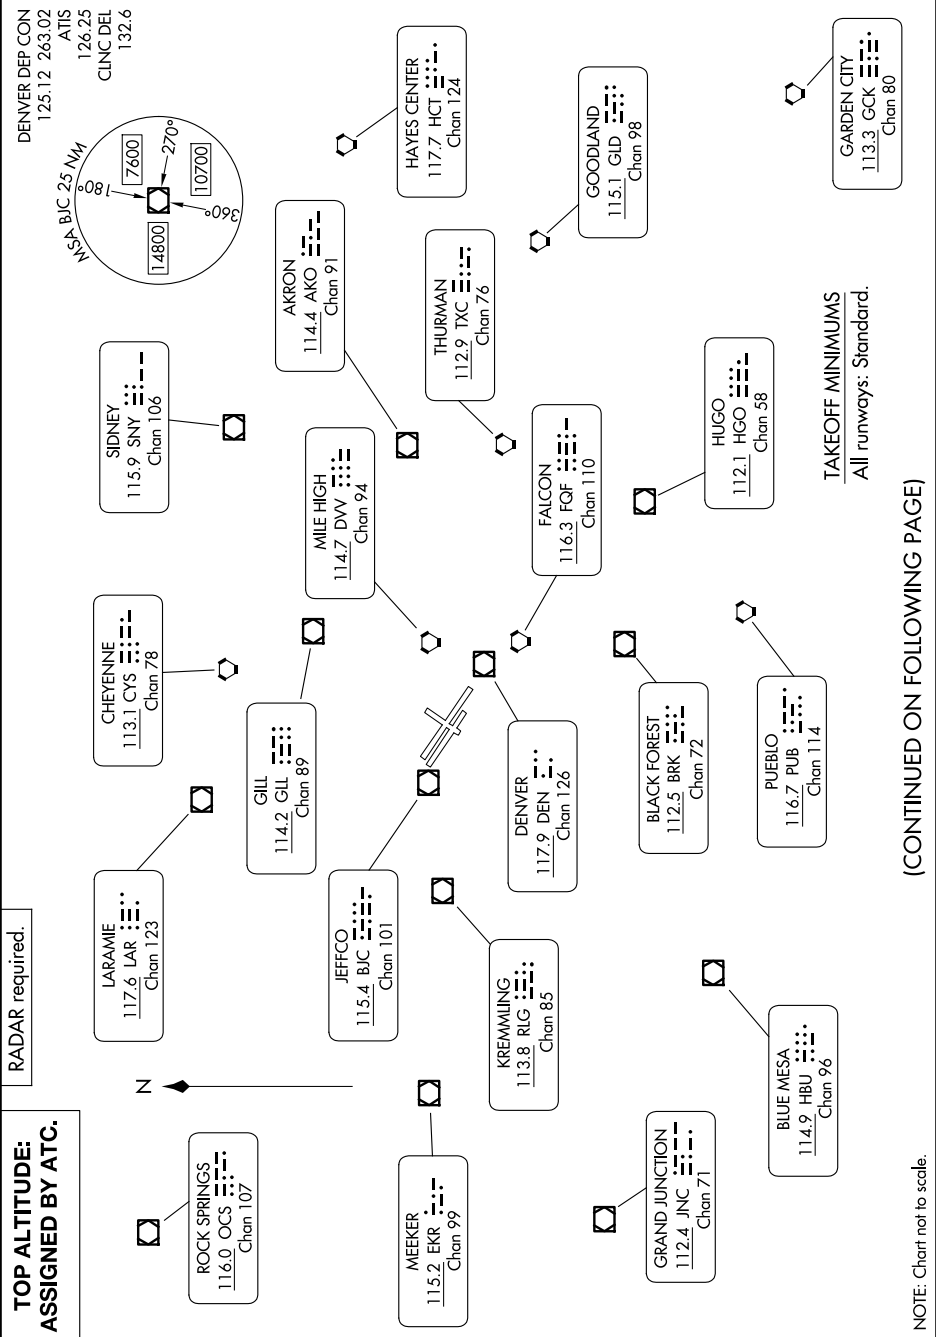 TOP ALTITUDE:
ASSIGNED BY ATC.
RADAR required.
DENVER DEP CON
125.12 263.02
ATIS
126.25
CLNC DEL
132.6
MSA BJC 25 NM
180°
270°
360°
7600
10700
14800
N
ROCK SPRINGS
116.0 OCS
Chan 107
LARAMIE
117.6 LAR
Chan 123
CHEYENNE
113.1 CYS
Chan 78
SIDNEY
115.9 SNY
Chan 106
GILL
114.2 GLL
Chan 89
AKRON
114.4 AKO
Chan 91
HAYES CENTER
117.7 HCT
Chan 124
MILE HIGH
114.7 DVV
Chan 94
JEFFCO
115.4 BJC
Chan 101
MEEKER
115.2 EKR
Chan 99
THURMAN
112.9 TXC
Chan 76
KREMMLING
113.8 RLG
Chan 85
DENVER
117.9 DEN
Chan 126
FALCON
116.3 FQF
Chan 110
GOODLAND
115.1 GLD
Chan 98
GRAND JUNCTION
112.4 JNC
Chan 71
BLACK FOREST
112.5 BRK
Chan 72
HUGO
112.1 HGO
Chan 58
BLUE MESA
114.9 HBU
Chan 96
PUEBLO
116.7 PUB
Chan 114
GARDEN CITY
113.3 GCK
Chan 80
TAKEOFF MINIMUMS
All runways: Standard.
NOTE: Chart not to scale.
(CONTINUED ON FOLLOWING PAGE)